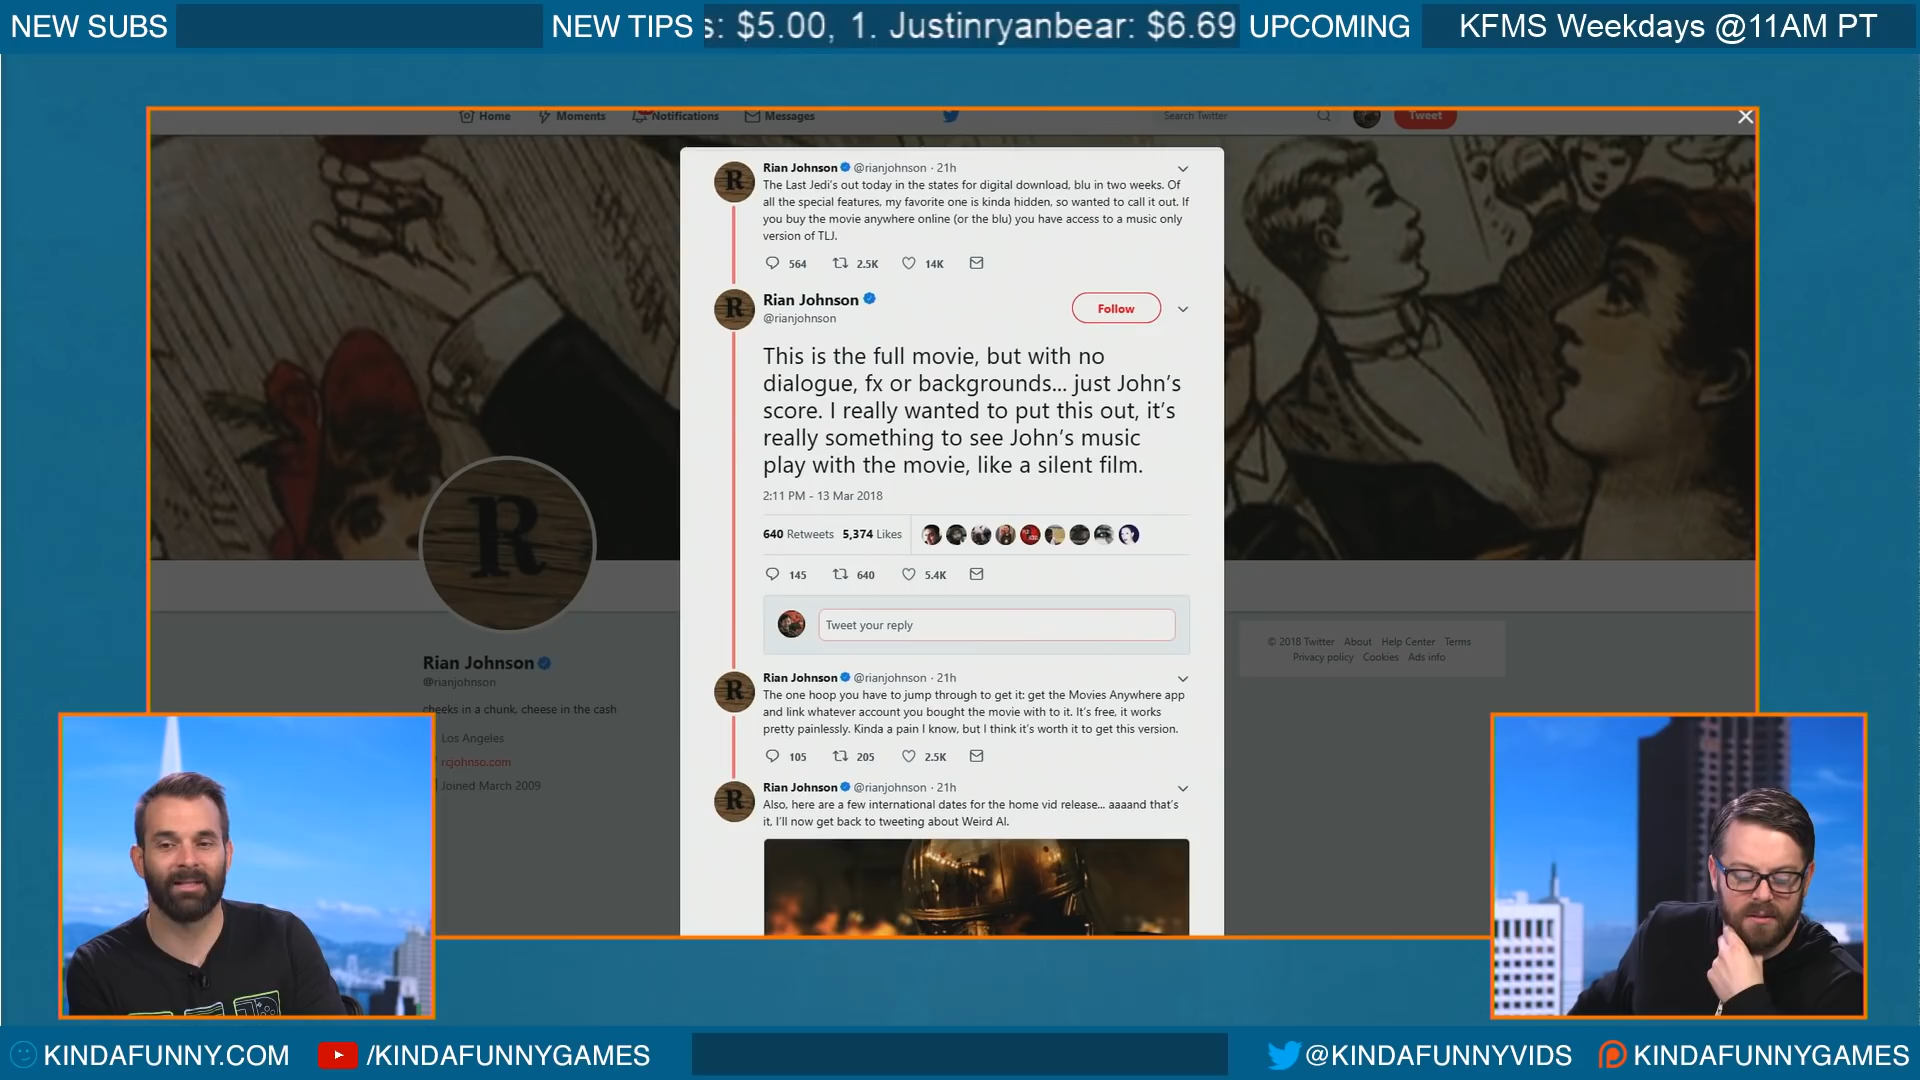 NEW SUBS
NEW TIPS
s: $5.00, 1. Justinryanbear: $6.69
UPCOMING
KFMS Weekdays @11AM PT
Home
Moments
Notifications
Messages
Search Twitter
Tweet
Rian Johnson @rianjohnson · 21h
The Last Jedi's out today in the states for digital download, blu in two weeks. Of
all the special features, my favorite one is kinda hidden, so wanted to call it out. If
you buy the movie anywhere online (or the blu) you have access to a music only
version of TLJ.
564 2.5K 14K
Rian Johnson
@rianjohnson
Follow
This is the full movie, but with no
dialogue, fx or backgrounds... just John's
score. I really wanted to put this out, it's
really something to see John's music
play with the movie, like a silent film.
2:11 PM - 13 Mar 2018
640 Retweets 5,374 Likes
145 640 5.4K
Tweet your reply
Rian Johnson @rianjohnson · 21h
The one hoop you have to jump through to get it: get the Movies Anywhere app
and link whatever account you bought the movie with to it. It's free, it works
pretty painlessly. Kinda a pain I know, but I think it's worth it to get this version.
105 205 2.5K
Rian Johnson @rianjohnson · 21h
Also, here are a few international dates for the home vid release... aaaand that's
it, I'll now get back to tweeting about Weird Al.
R
Rian Johnson
@rianjohnson
cheeks in a chunk, cheese in the cash
Los Angeles
rcjohnso.com
Joined March 2009
© 2018 Twitter About Help Center Terms
Privacy policy Cookies Ads info
KINDAFUNNY.COM
/KINDAFUNNYGAMES
@KINDAFUNNYVIDS
KINDAFUNNYGAMES